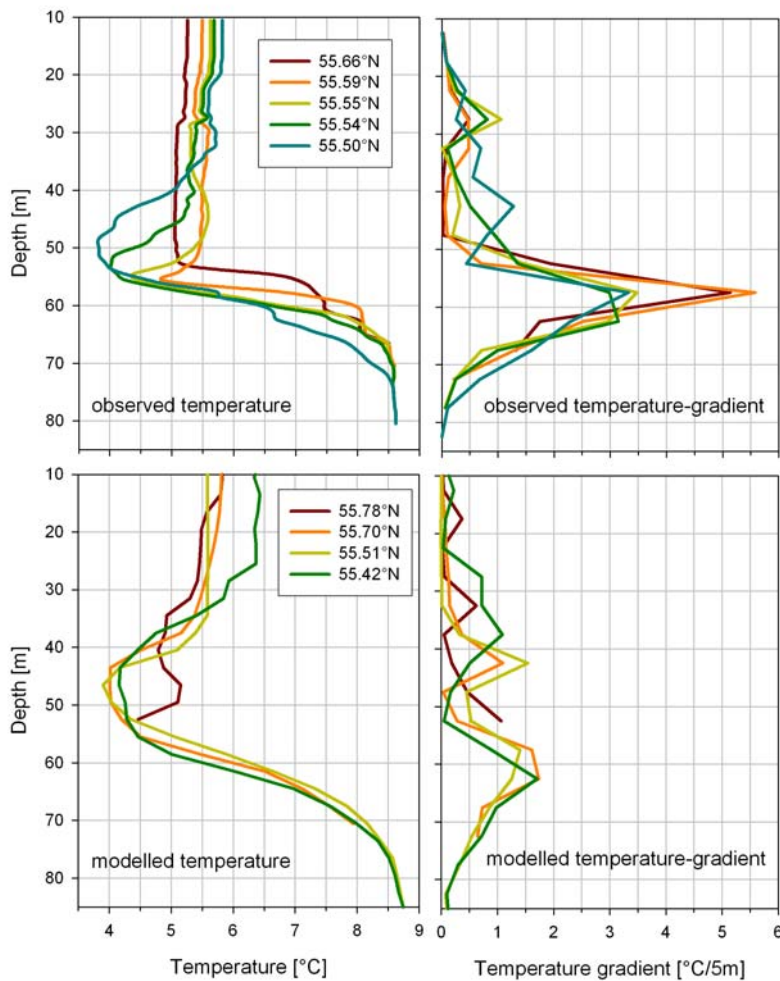 10
20
30
40
50
60
70
80
Depth [m]
55.66°N
55.59°N
55.55°N
55.54°N
55.50°N
observed temperature
observed temperature-gradient
10
20
30
40
50
60
70
80
Depth [m]
55.78°N
55.70°N
55.51°N
55.42°N
modelled temperature
modelled temperature-gradient
4 5 6 7 8 9
0 1 2 3 4 5 6
Temperature [°C]
Temperature gradient [°C/5m]